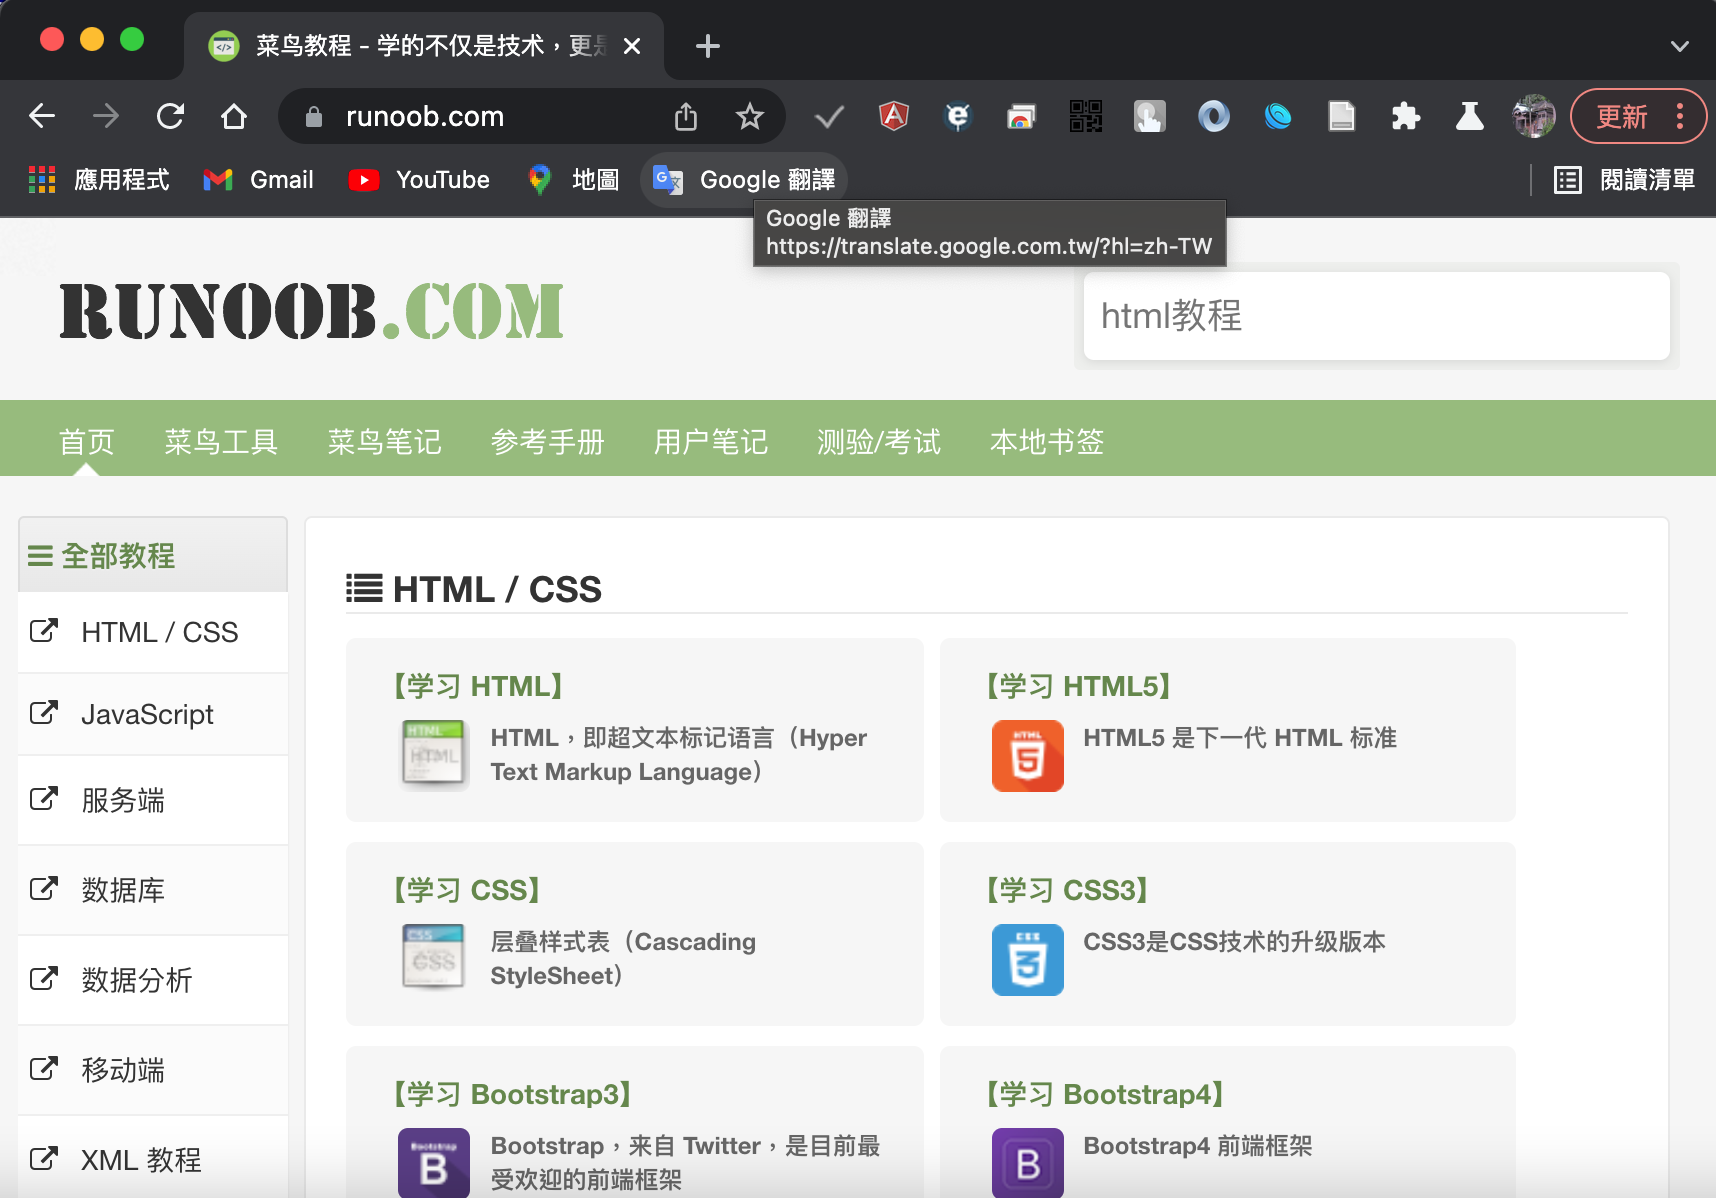 菜鸟教程 - 学的不仅是技术，更是
runoob.com
更新
應用程式
Gmail
YouTube
地圖
Google 翻譯
閱讀清單
Google 翻譯
https://translate.google.com.tw/?hl=zh-TW
RUNOOB.COM
html教程
首页
菜鸟工具
菜鸟笔记
参考手册
用户笔记
测验/考试
本地书签
全部教程
HTML / CSS
JavaScript
服务端
数据库
数据分析
移动端
XML 教程
HTML / CSS
【学习 HTML】
HTML，即超文本标记语言（Hyper
Text Markup Language）
【学习 HTML5】
HTML5 是下一代 HTML 标准
【学习 CSS】
层叠样式表（Cascading
StyleSheet）
【学习 CSS3】
CSS3是CSS技术的升级版本
【学习 Bootstrap3】
Bootstrap，来自 Twitter，是目前最
受欢迎的前端框架
【学习 Bootstrap4】
Bootstrap4 前端框架